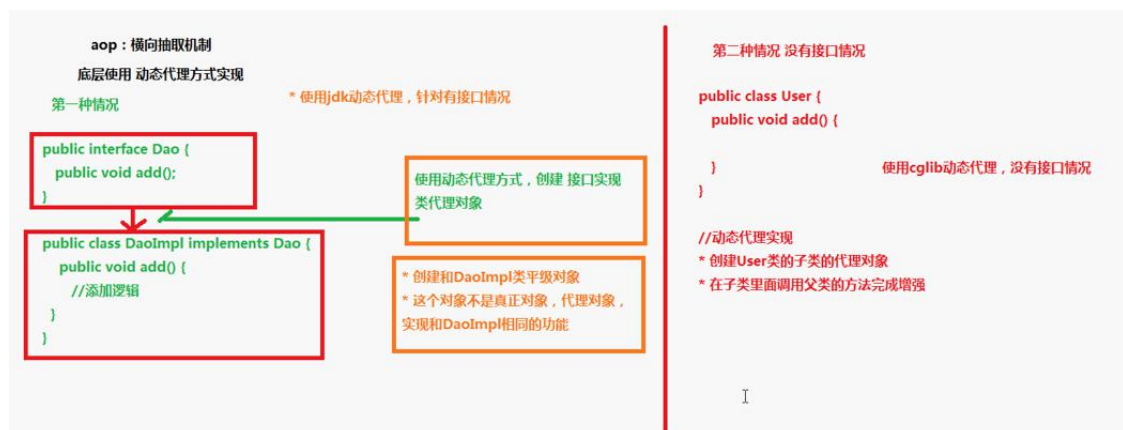 aop：横向抽取机制
底层使用 动态代理方式实现
第一种情况
* 使用jdk动态代理，针对有接口情况
public interface Dao {
public void add();
}
使用动态代理方式，创建 接口实现
类代理对象
public class DaoImpl implements Dao {
public void add() {
//添加逻辑
}
}
* 创建和DaoImpl类平级对象
* 这个对象不是真正对象，代理对象，
实现和DaoImpl相同的功能
第二种情况 没有接口情况
public class User {
public void add() {
}
使用cglib动态代理，没有接口情况
}
//动态代理实现
* 创建User类的子类的代理对象
* 在子类里面调用父类的方法完成增强